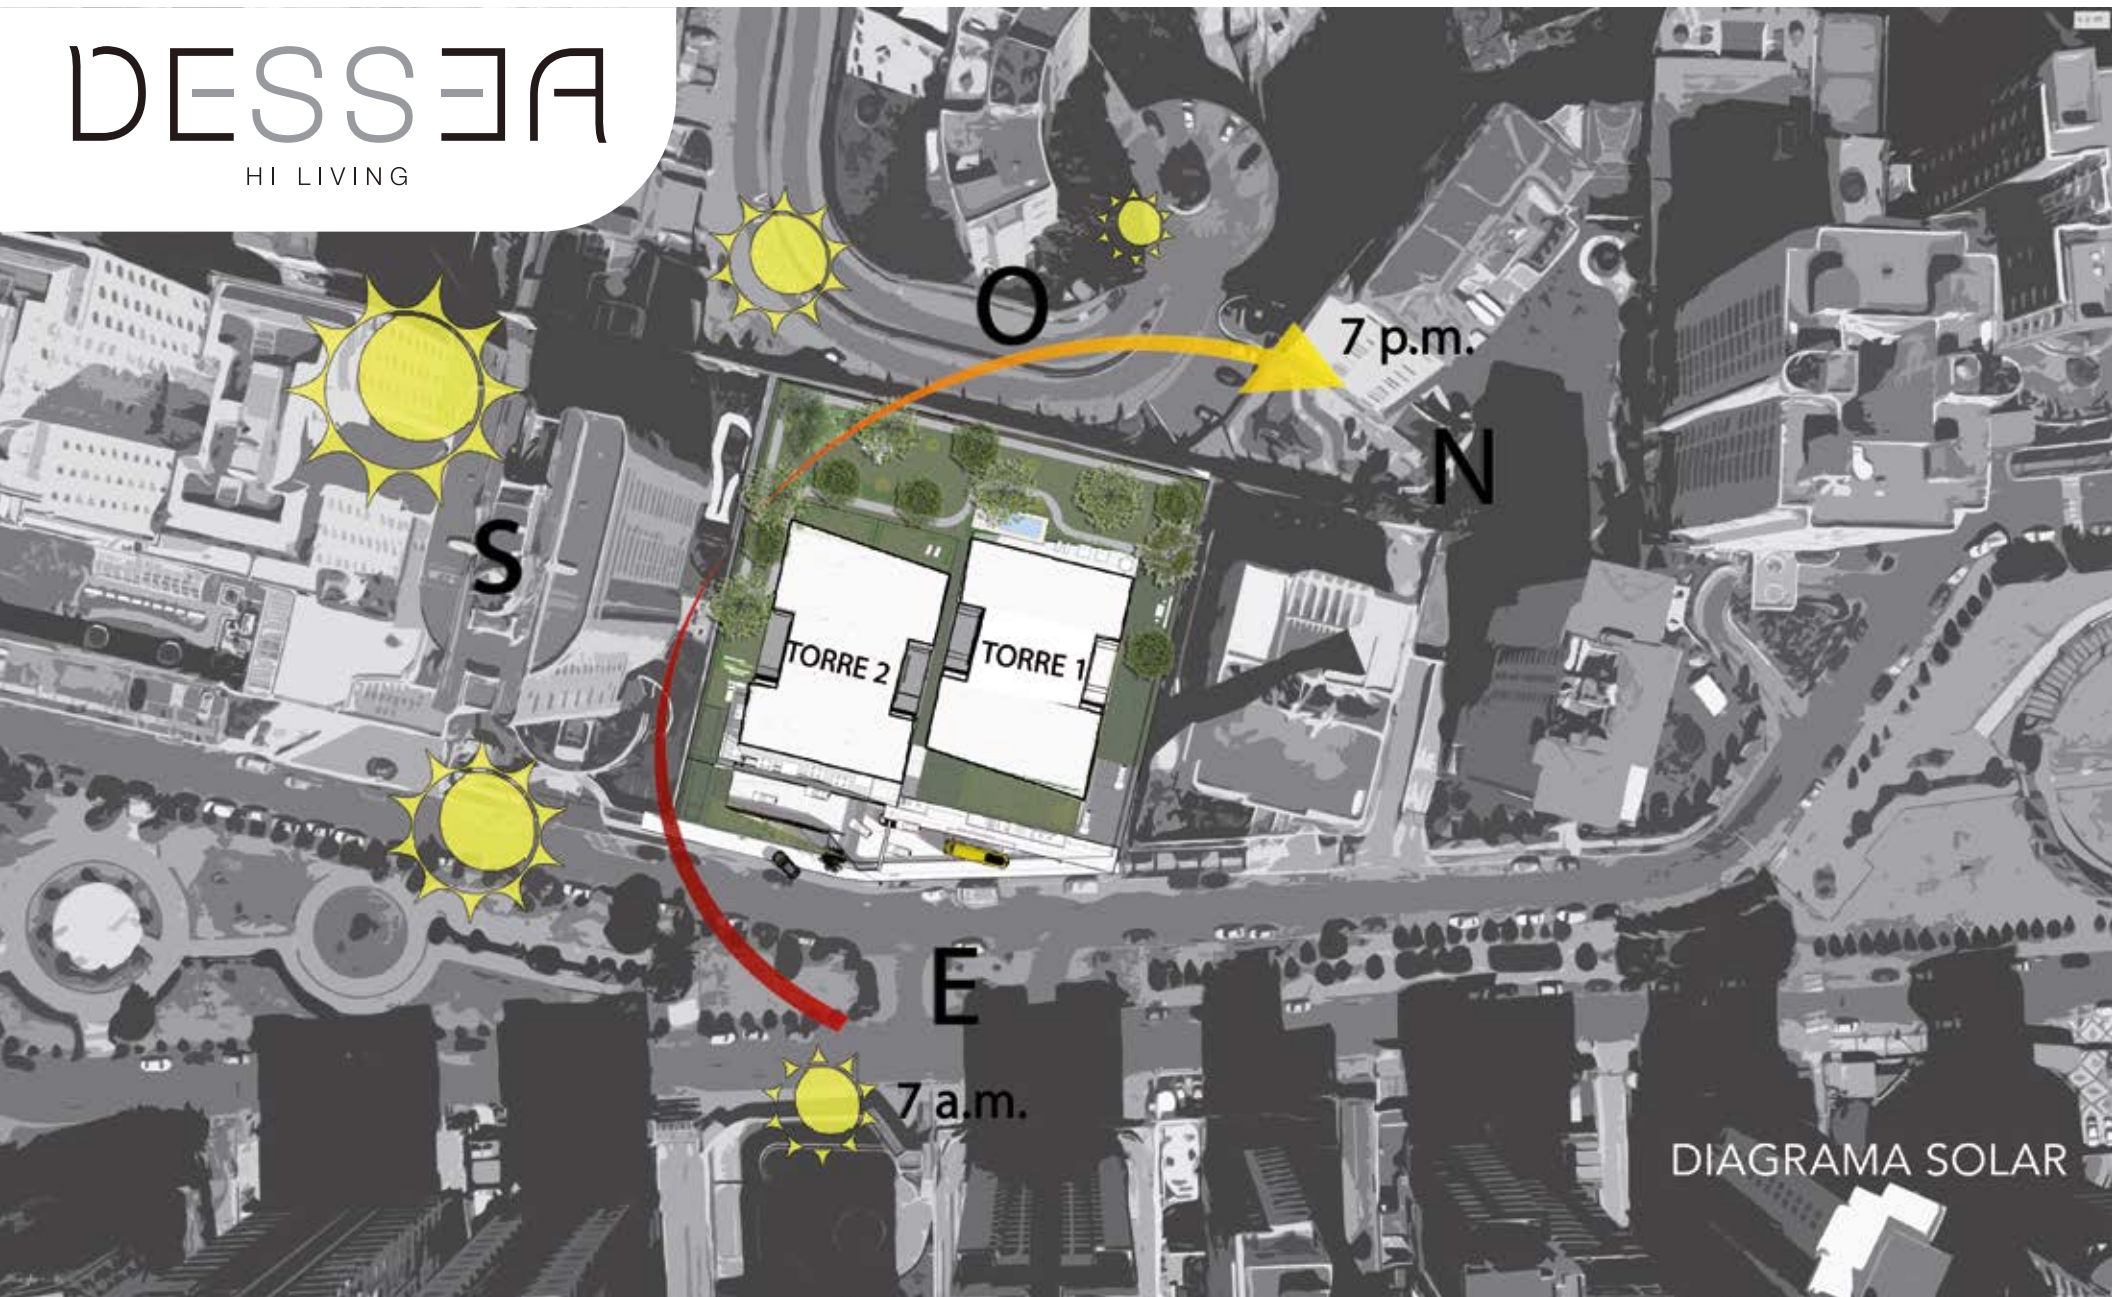 DESSEA
HI LIVING
O
7 p.m.
N
S
TORRE 2
TORRE 1
E
7 a.m.
DIAGRAMA SOLAR